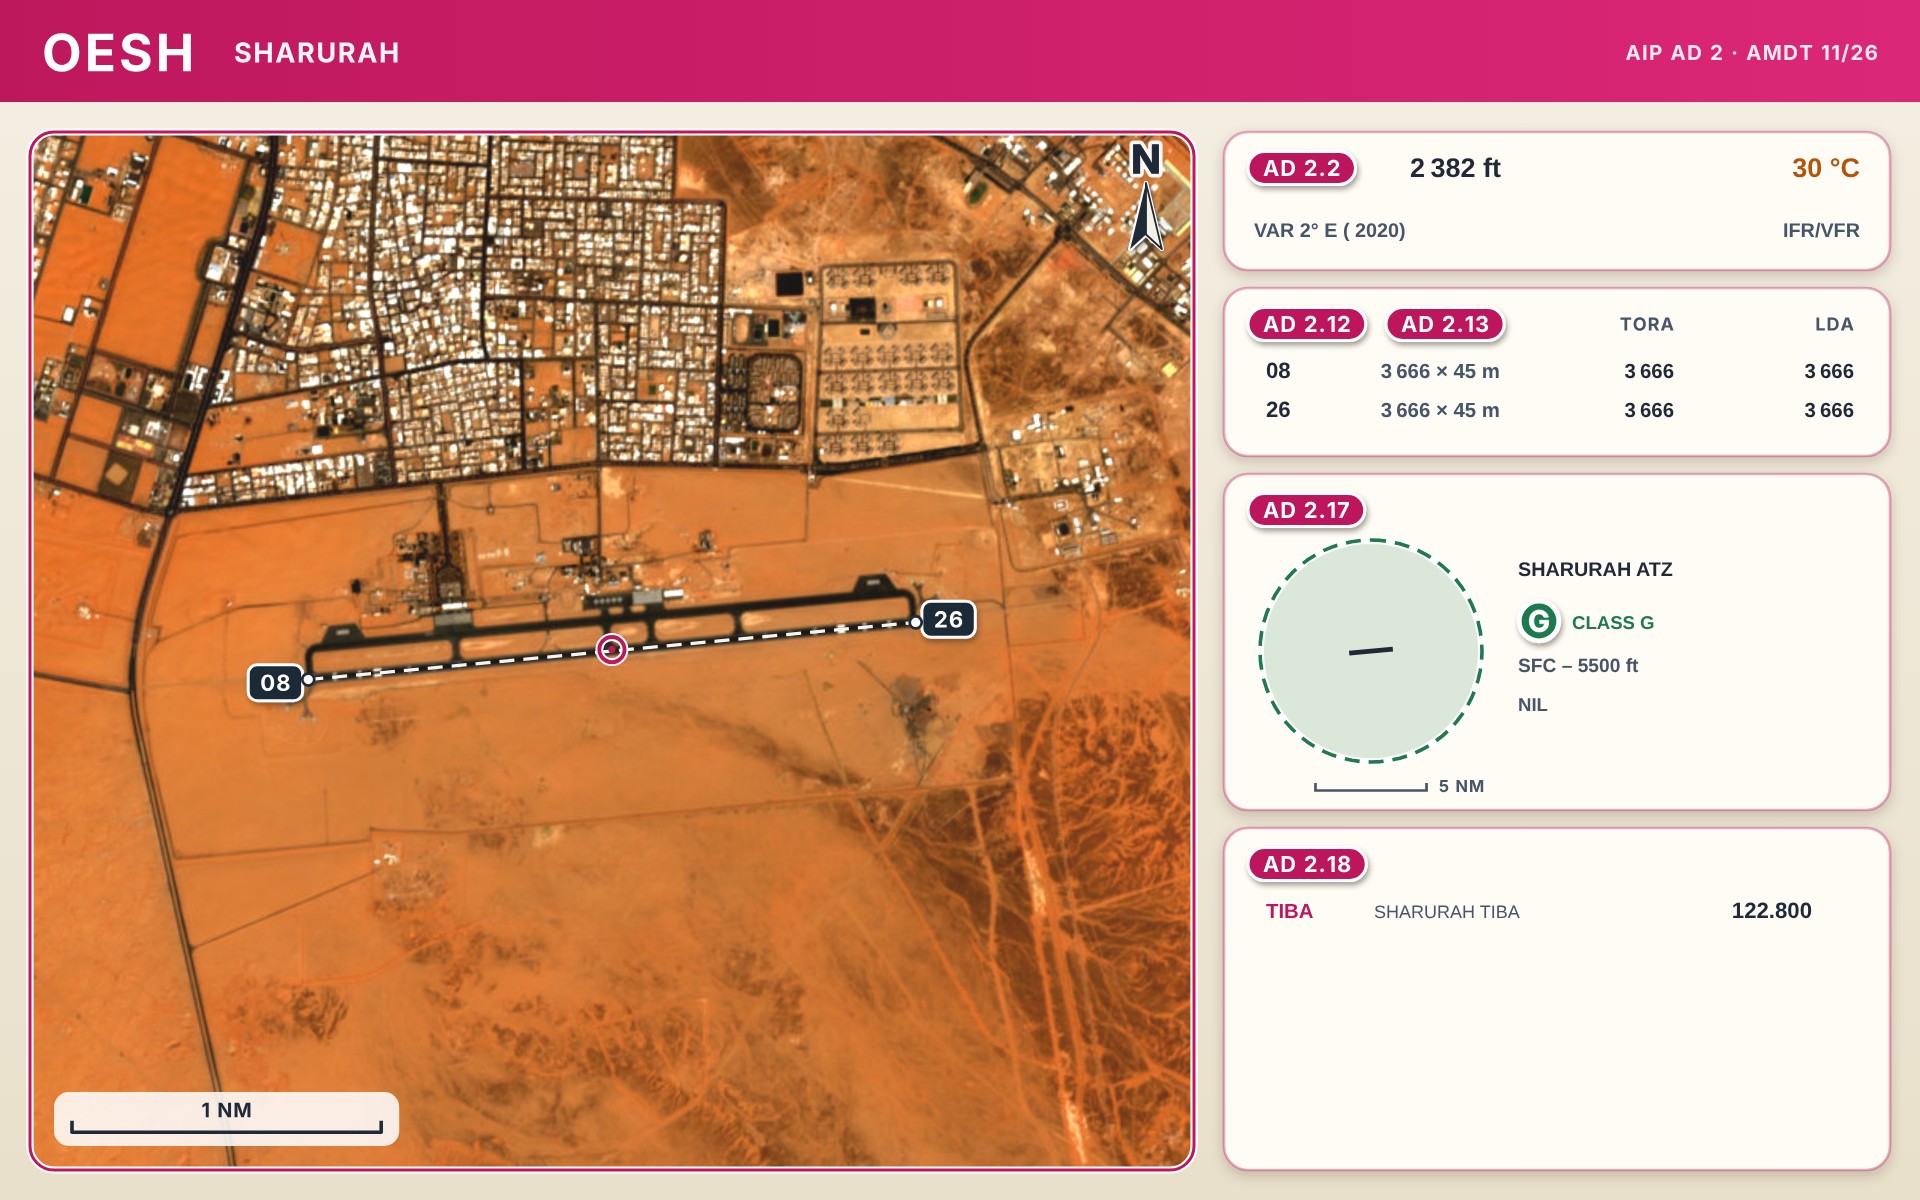 OESH SHARURAH AIP AD 2 · AMDT 11/26
N
26
08
1 NM
AD 2.2 2 382 ft 30 °C
VAR 2° E ( 2020) IFR/VFR
AD 2.12 AD 2.13 TORA LDA
08 3 666 × 45 m 3 666 3 666
26 3 666 × 45 m 3 666 3 666
AD 2.17
SHARURAH ATZ
G CLASS G
SFC – 5500 ft
NIL
5 NM
AD 2.18
TIBA SHARURAH TIBA 122.800